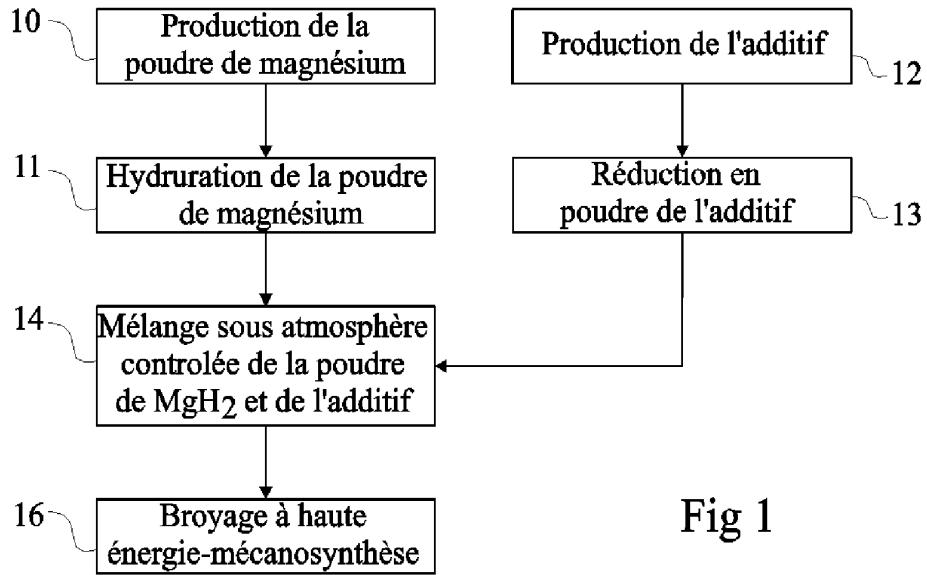 10
Production de la
poudre de magnésium
Production de l'additif
12
11
Hydruration de la poudre
de magnésium
Réduction en
poudre de l'additif
13
14
Mélange sous atmosphère
controlée de la poudre
de MgH2 et de l'additif
16
Broyage à haute
énergie-mécanosynthèse
Fig 1